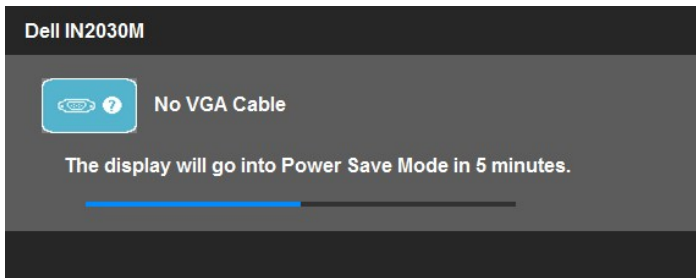 Dell IN2030M
?
No VGA Cable
The display will go into Power Save Mode in 5 minutes.